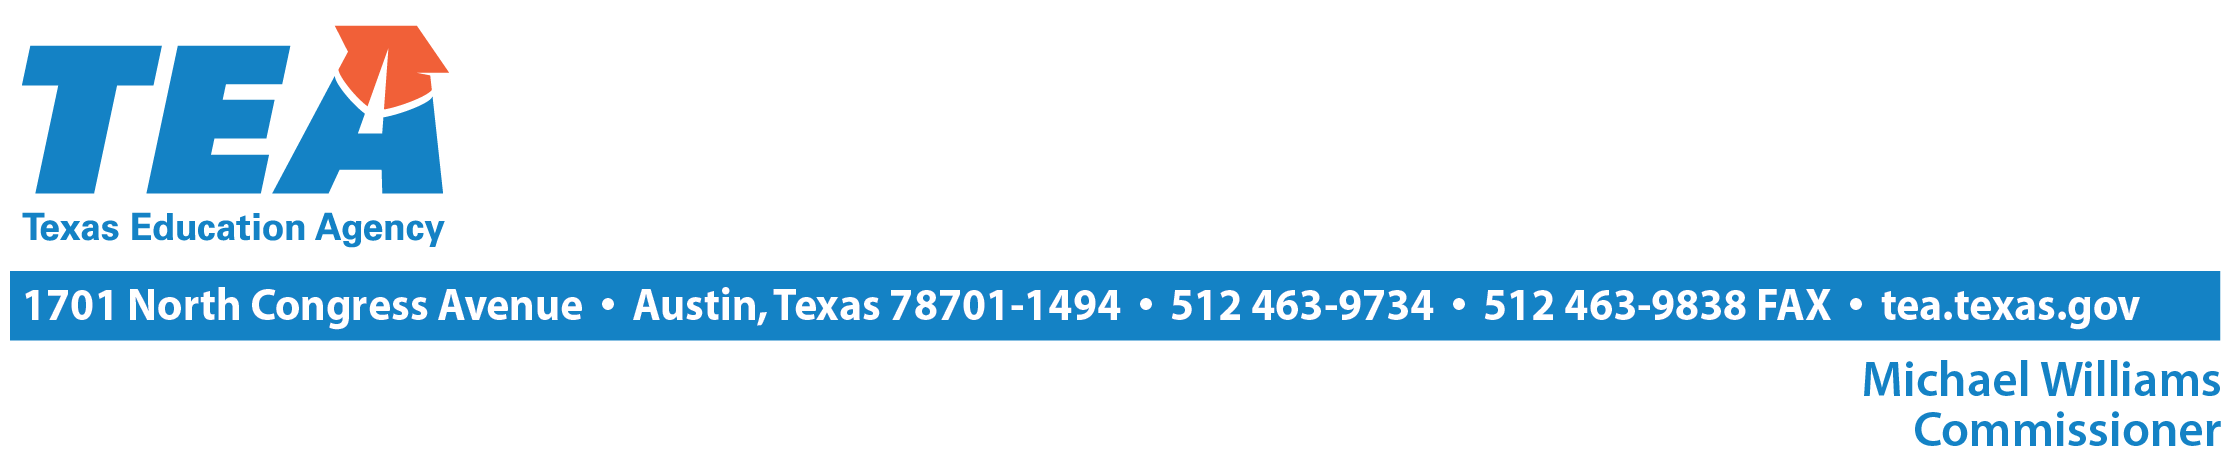 TEA
Texas Education Agency
1701 North Congress Avenue • Austin, Texas 78701-1494 • 512 463-9734 • 512 463-9838 FAX • tea.texas.gov
Michael Williams
Commissioner